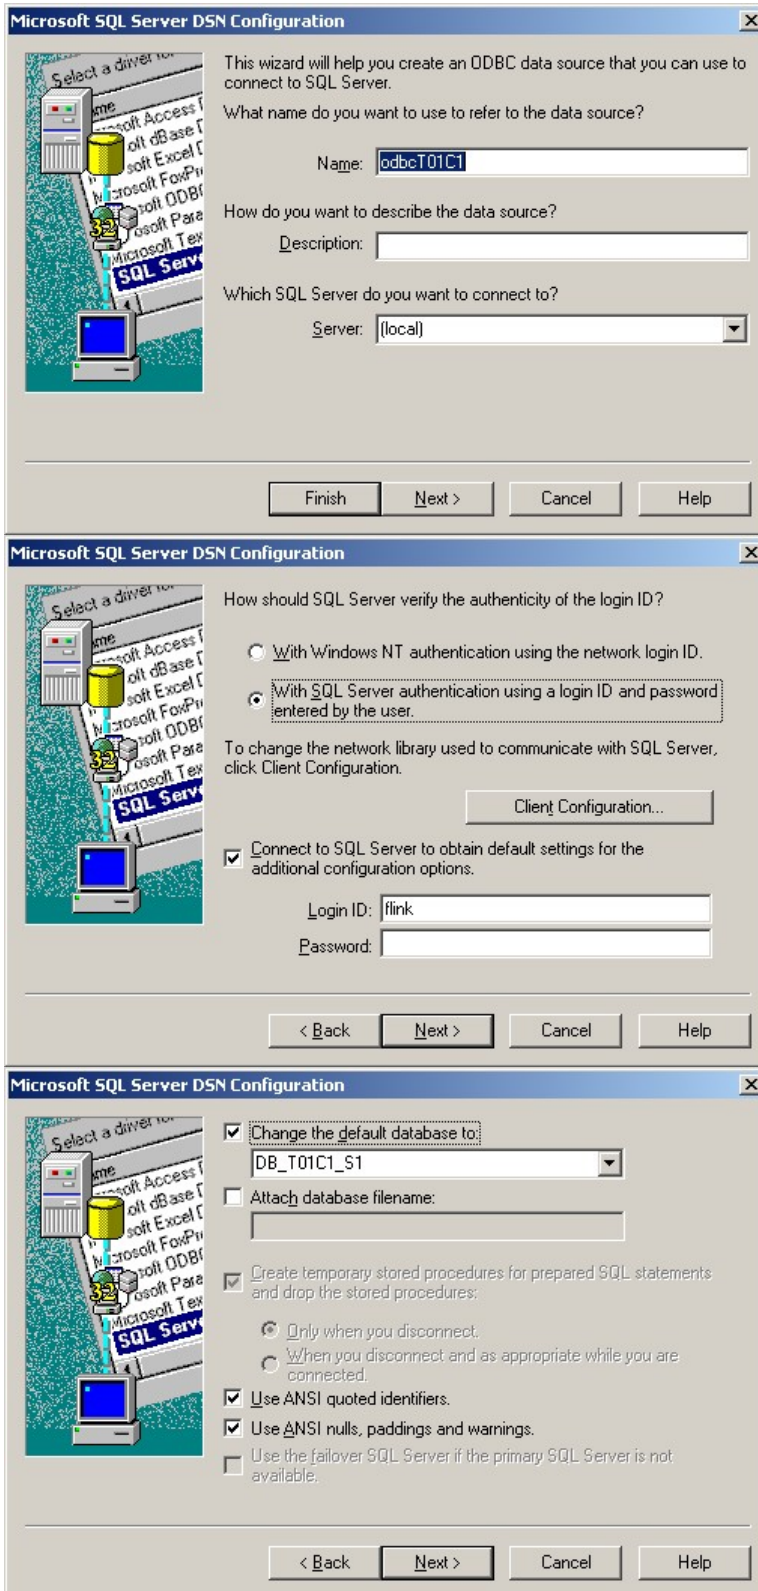 Microsoft SQL Server DSN Configuration
This wizard will help you create an ODBC data source that you can use to
connect to SQL Server.
What name do you want to use to refer to the data source?
Name: odbcT01C1
How do you want to describe the data source?
Description:
Which SQL Server do you want to connect to?
Server: (local)
Select a driver for
Finish
Next >
Cancel
Help
Microsoft SQL Server DSN Configuration
Select a driver for
How should SQL Server verify the authenticity of the login ID?
With Windows NT authentication using the network login ID.
With SQL Server authentication using a login ID and password
entered by the user.
To change the network library used to communicate with SQL Server,
click Client Configuration.
Client Configuration...
Connect to SQL Server to obtain default settings for the
additional configuration options.
Login ID: flink
Password:
< Back
Next >
Cancel
Help
Microsoft SQL Server DSN Configuration
Select a driver for
Change the default database to:
DB_T01C1_S1
Attach database filename:
Create temporary stored procedures for prepared SQL statements
and drop the stored procedures:
Only when you disconnect.
When you disconnect and as appropriate while you are
connected.
Use ANSI quoted identifiers.
Use ANSI nulls, paddings and warnings.
Use the failover SQL Server if the primary SQL Server is not
available.
< Back
Next >
Cancel
Help